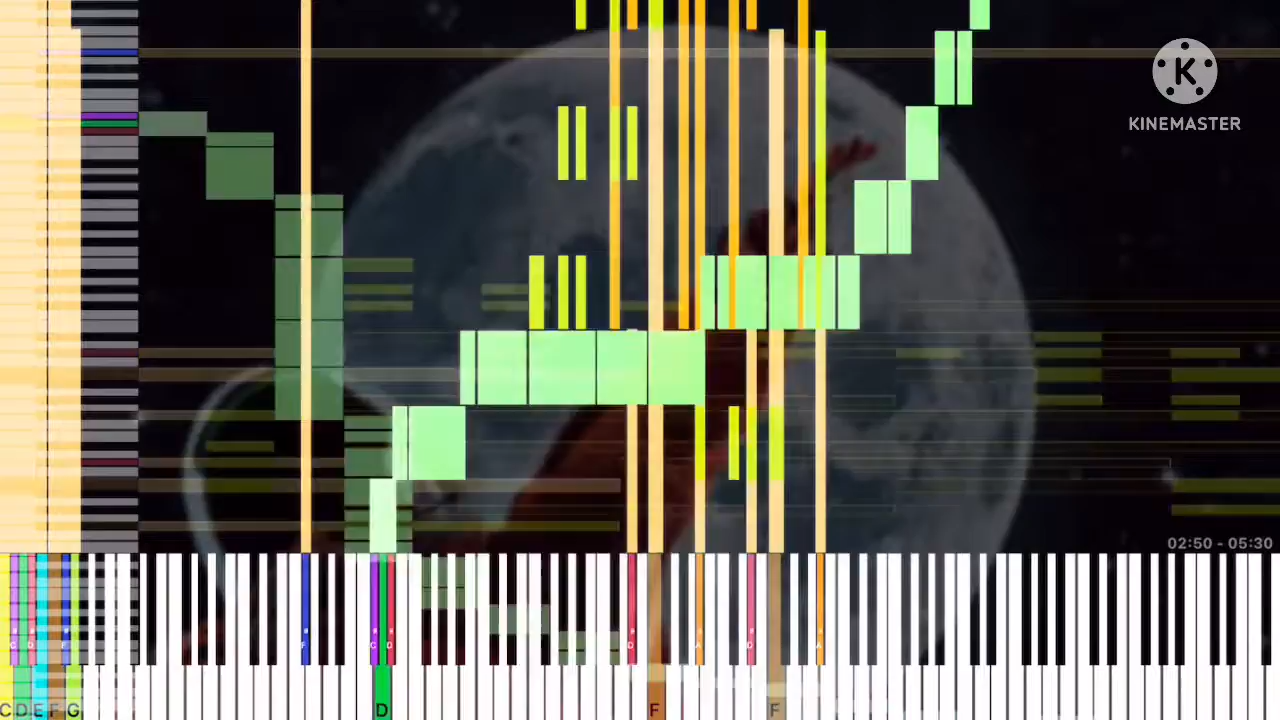 K
KINEMASTER
02:50 - 05:30
# # # # # # # #
C D F F C D D A D A
C D E F G D F F